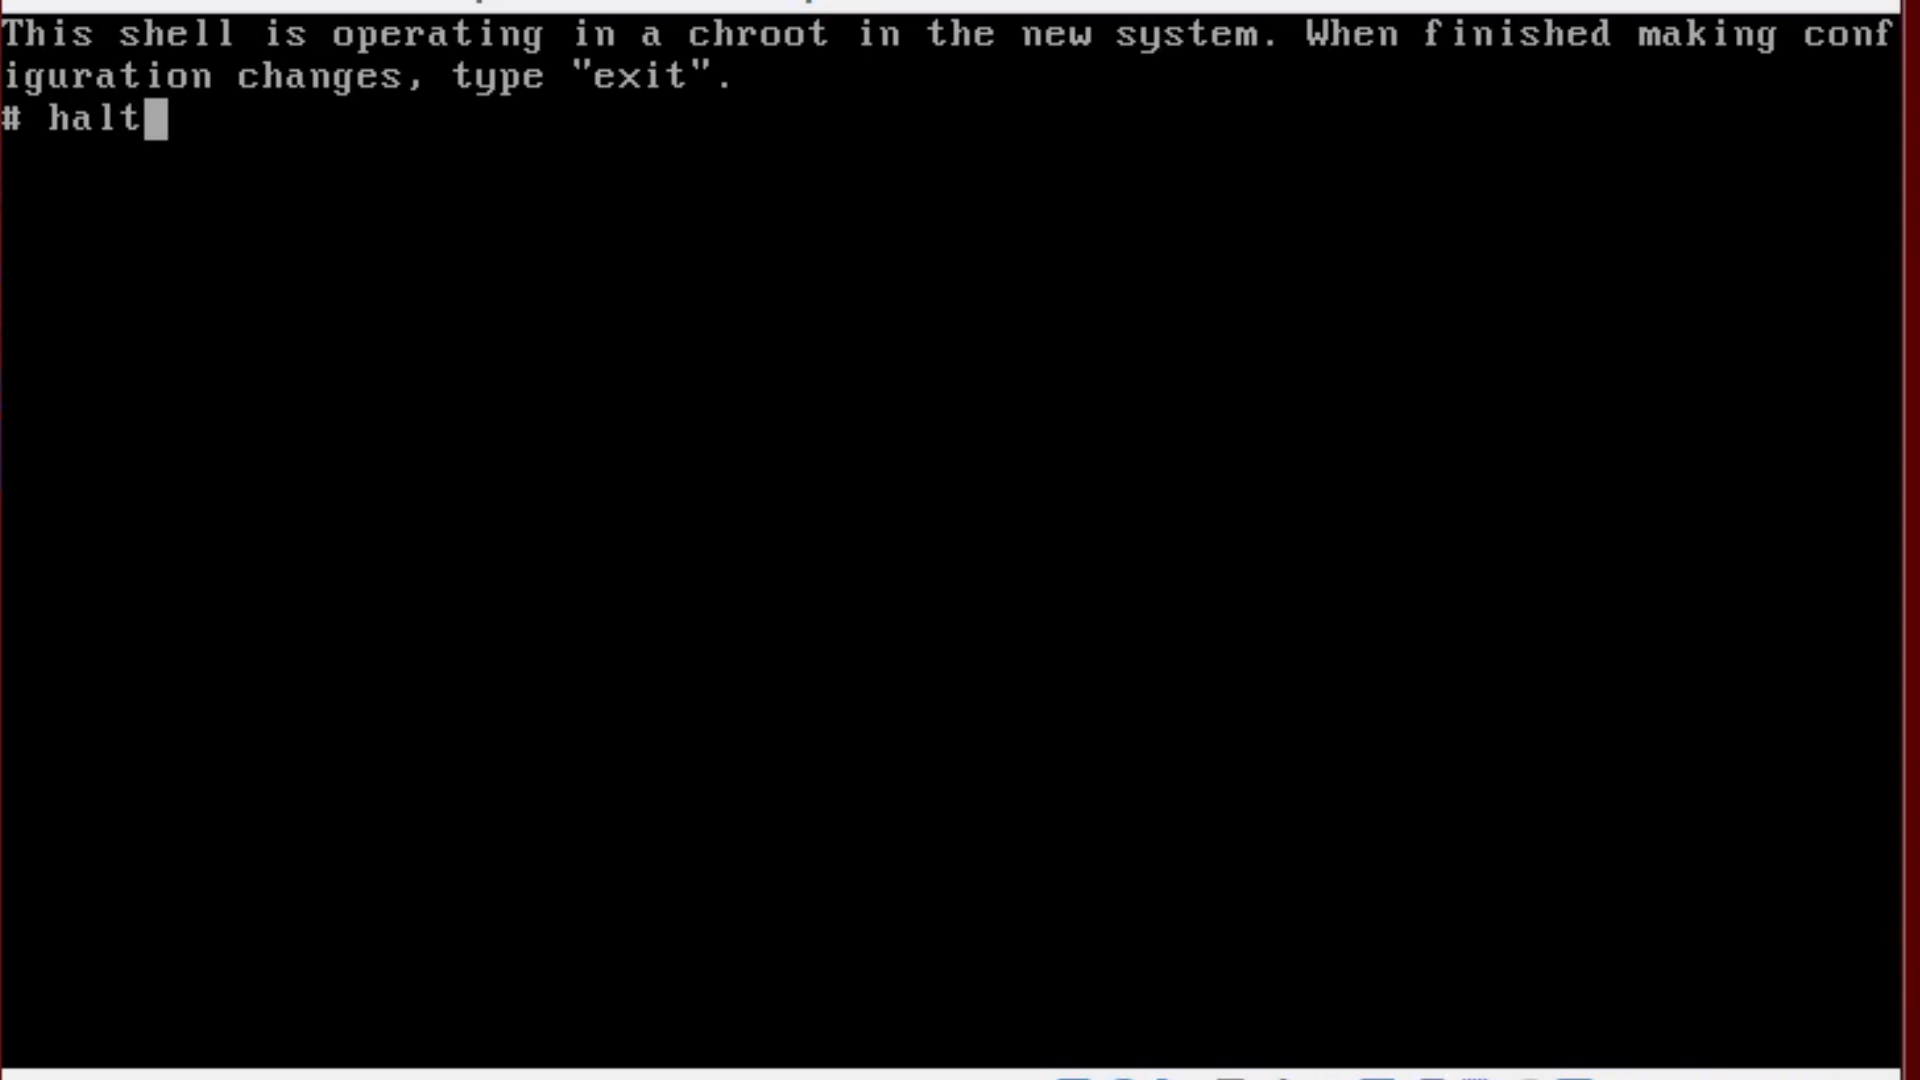 This shell is operating in a chroot in the new system. When finished making conf
iguration changes, type "exit".
# halt